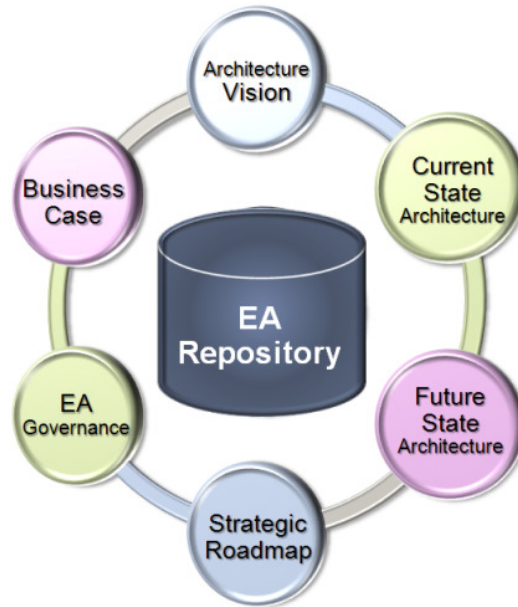 Architecture
Vision
Current
State
Architecture
Future
State
Architecture
Strategic
Roadmap
EA
Governance
Business
Case
EA
Repository